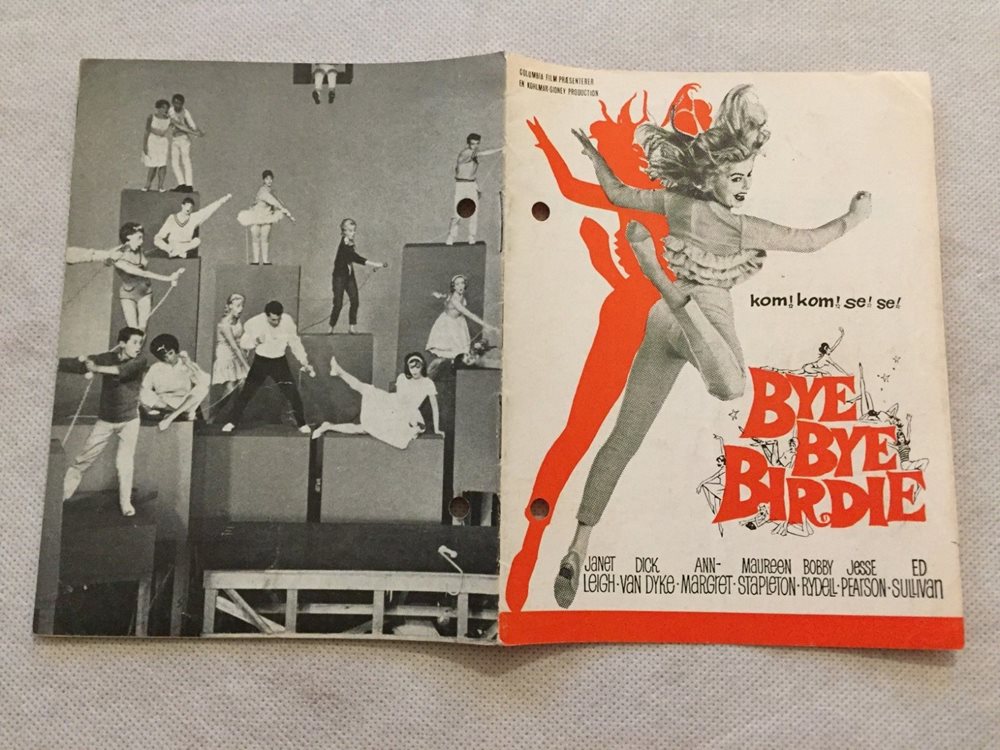 COLUMBIA FILM PRÆSENTERER
EN KOHLMAR-SIDNEY PRODUCTION
kom! kom! se! se!
BYE
BYE
BIRDIE
JANET LEIGH · DICK VAN DYKE · ANN-MARGRET · MAUREEN STAPLETON · BOBBY RYDELL · JESSE PEARSON · ED SULLIVAN